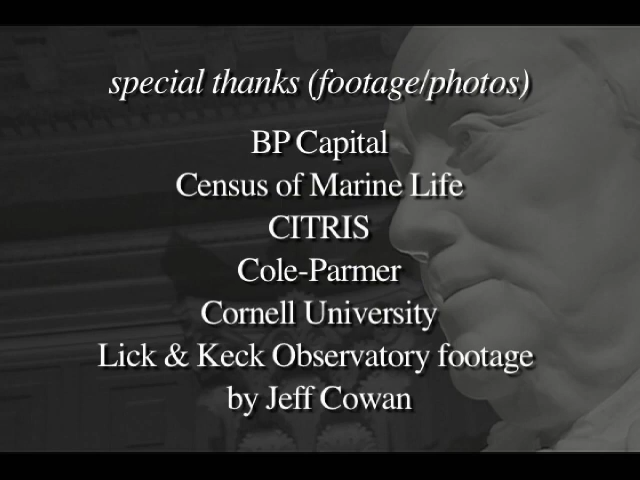 special thanks (footage/photos)
BP Capital
Census of Marine Life
CITRIS
Cole-Parmer
Cornell University
Lick & Keck Observatory footage
by Jeff Cowan